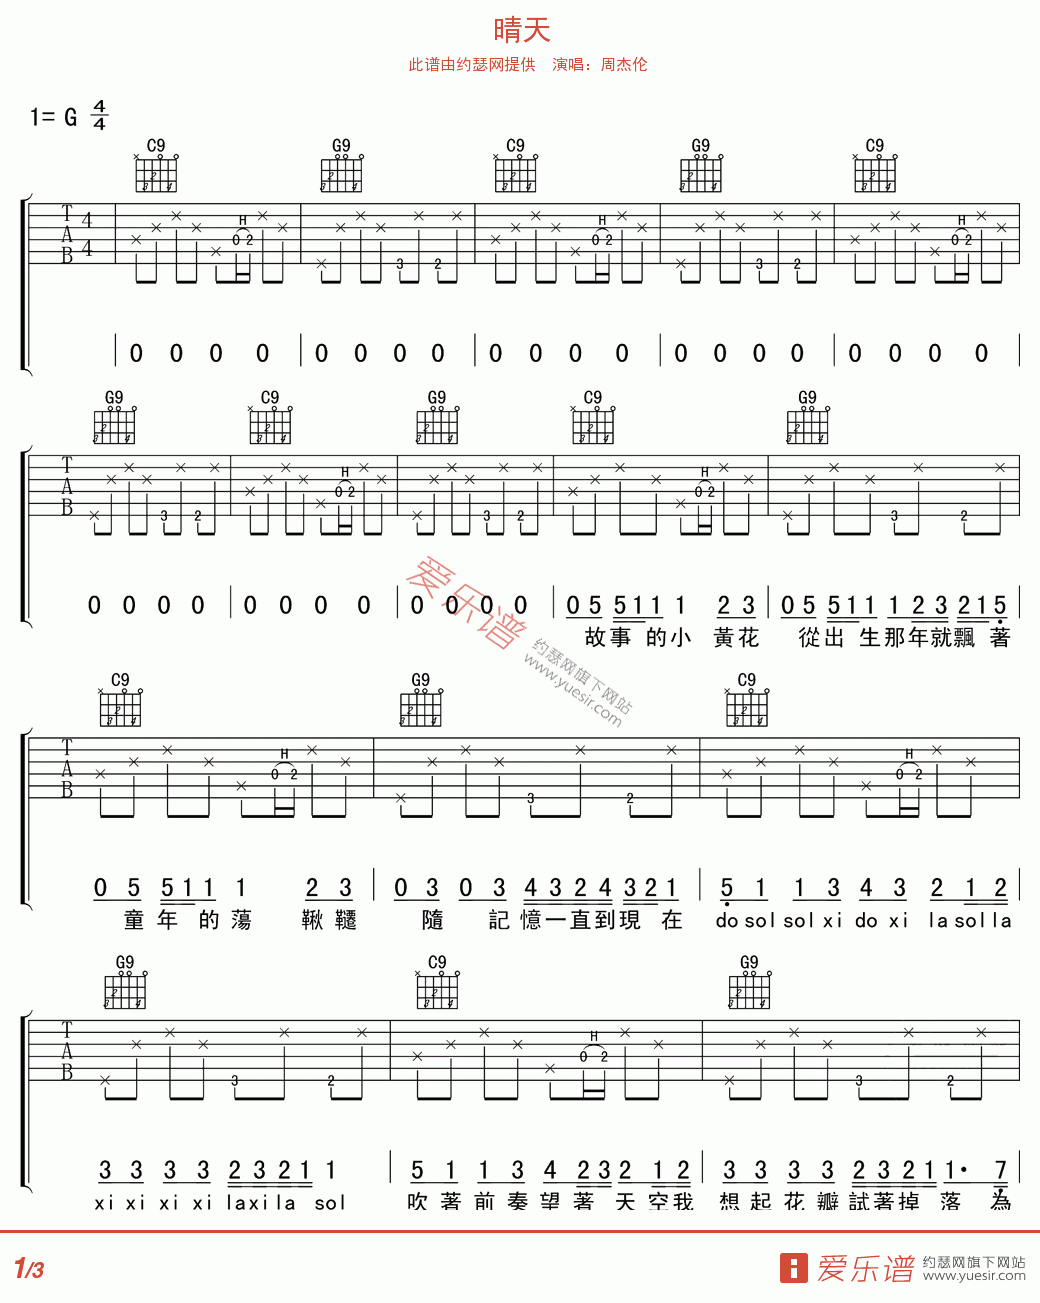 晴天
此谱由约瑟网提供 演唱：周杰伦
1= G 4/4
C9 G9 C9 G9 C9
T A B 4 4
H 0 2 3 2 H 0 2 3 2 H 0 2
0 0 0 0 0 0 0 0 0 0 0 0 0 0 0 0 0 0 0 0
G9 C9 G9 C9 G9
T A B
3 2 H 0 2 3 2 H 0 2 3 2
0 0 0 0 0 0 0 0 0 0 0 0 0 5 5 1 1 1 2 3 0 5 5 1 1 1 2 3 2 1 5
故事 的小 黃花 從出 生那年就飄 著
爱乐谱
约瑟网旗下网站
www.yuesir.com
C9 G9 C9
T A B
H 0 2 3 2 H 0 2
0 5 5 1 1 1 2 3 0 3 0 3 4 3 2 4 3 2 1 5 1 1 3 4 3 2 1 2
童年 的蕩 鞦韆 隨 記憶一直到現 在 do sol sol xi do xi la sol la
G9 C9 G9
T A B
3 2 H 0 2 3 2
3 3 3 3 2 3 2 1 1 5 1 1 3 4 2 3 2 1 2 3 3 3 3 2 3 2 1 1· 7
xi xi xi xi la xi la sol 吹著前奏望著 天空我 想起花瓣試著掉 落 為
1/3
爱乐谱
约瑟网旗下网站
www.yuesir.com